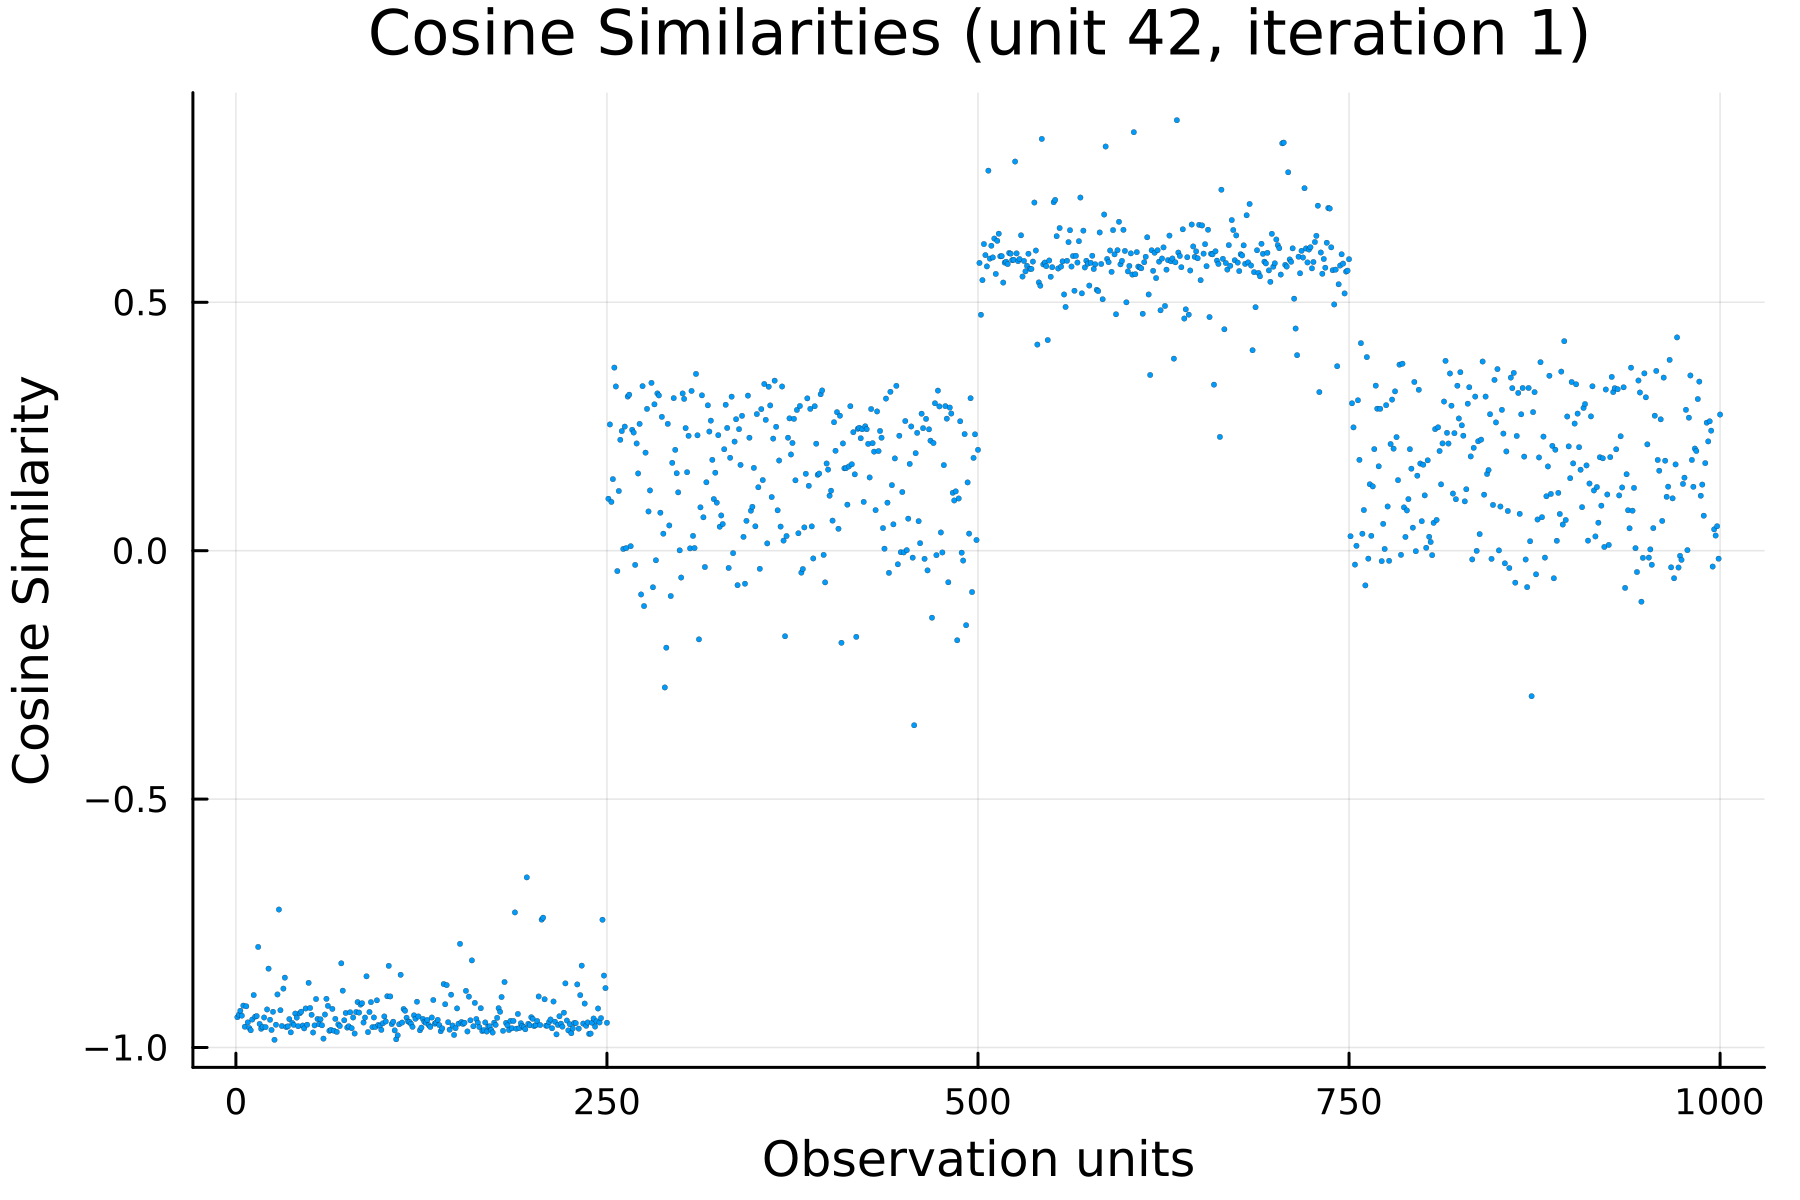 Cosine Similarities (unit 42, iteration 1)
Cosine Similarity
0.5
0.0
−0.5
−1.0
0 250 500 750 1000
Observation units